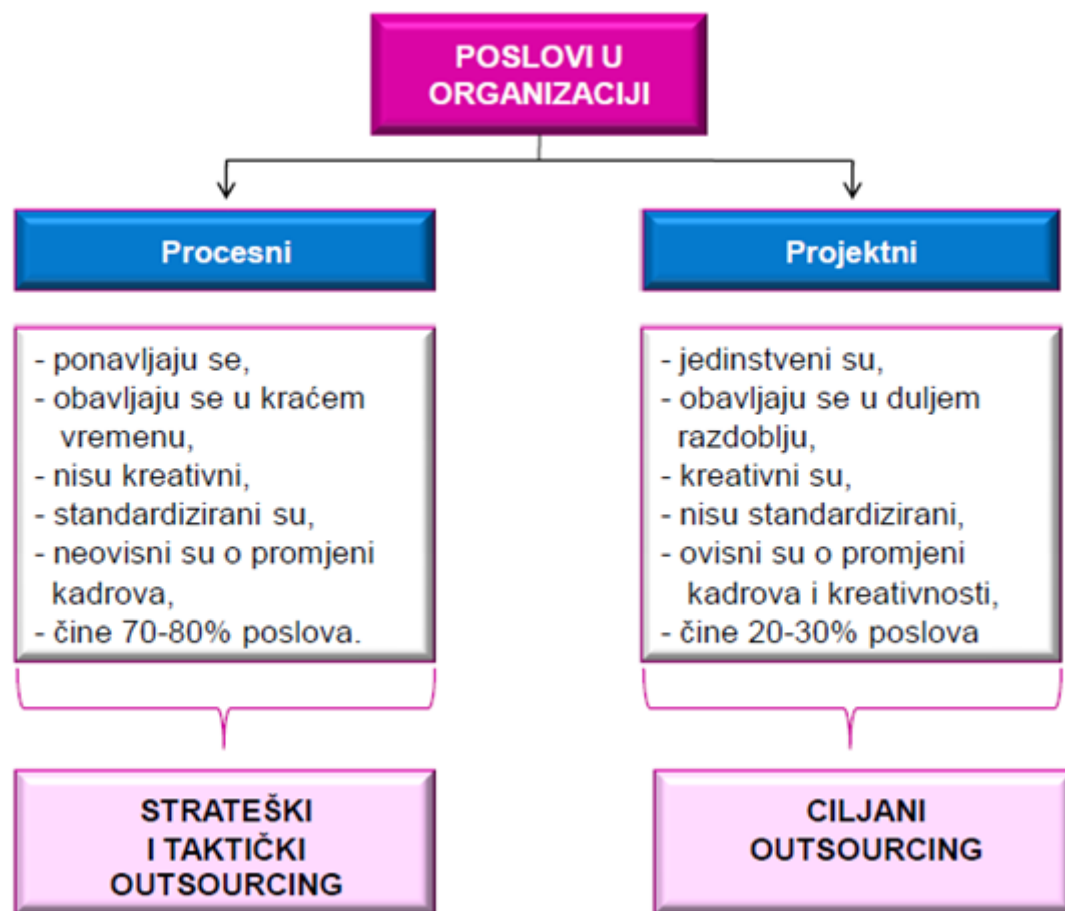 POSLOVI U
ORGANIZACIJI
Procesni
- ponavljaju se,
- obavljaju se u kraćem
vremenu,
- nisu kreativni,
- standardizirani su,
- neovisni su o promjeni
kadrova,
- čine 70-80% poslova.
STRATEŠKI
I TAKTIČKI
OUTSOURCING
Projektni
- jedinstveni su,
- obavljaju se u duljem
razdoblju,
- kreativni su,
- nisu standardizirani,
- ovisni su o promjeni
kadrova i kreativnosti,
- čine 20-30% poslova
CILJANI
OUTSOURCING